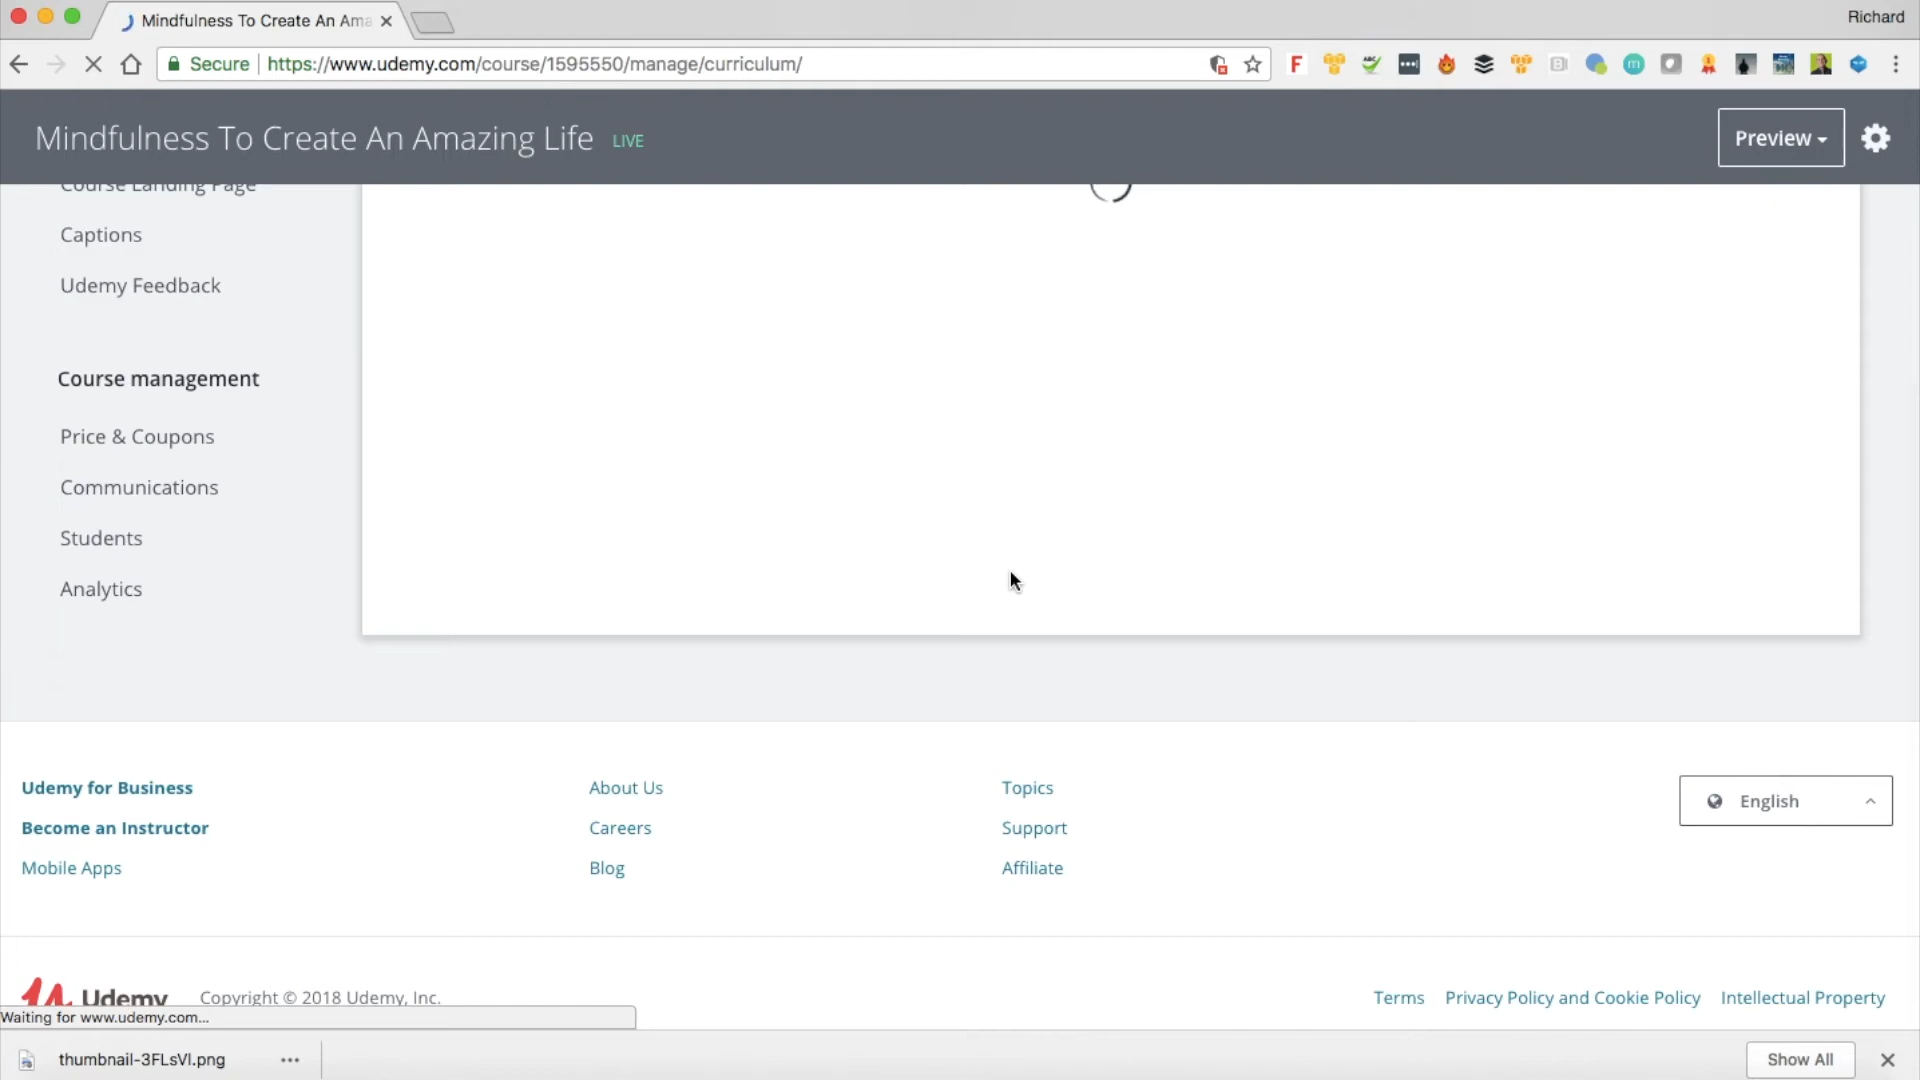 Mindfulness To Create An Ama
Richard
Secure
https://www.udemy.com/course/1595550/manage/curriculum/
Mindfulness To Create An Amazing Life LIVE
Preview
Course Landing Page
Captions
Udemy Feedback
Course management
Price & Coupons
Communications
Students
Analytics
Udemy for Business
About Us
Topics
English
Become an Instructor
Careers
Support
Mobile Apps
Blog
Affiliate
Udemy
Copyright © 2018 Udemy, Inc.
Terms
Privacy Policy and Cookie Policy
Intellectual Property
Waiting for www.udemy.com...
thumbnail-3FLsVl.png
Show All